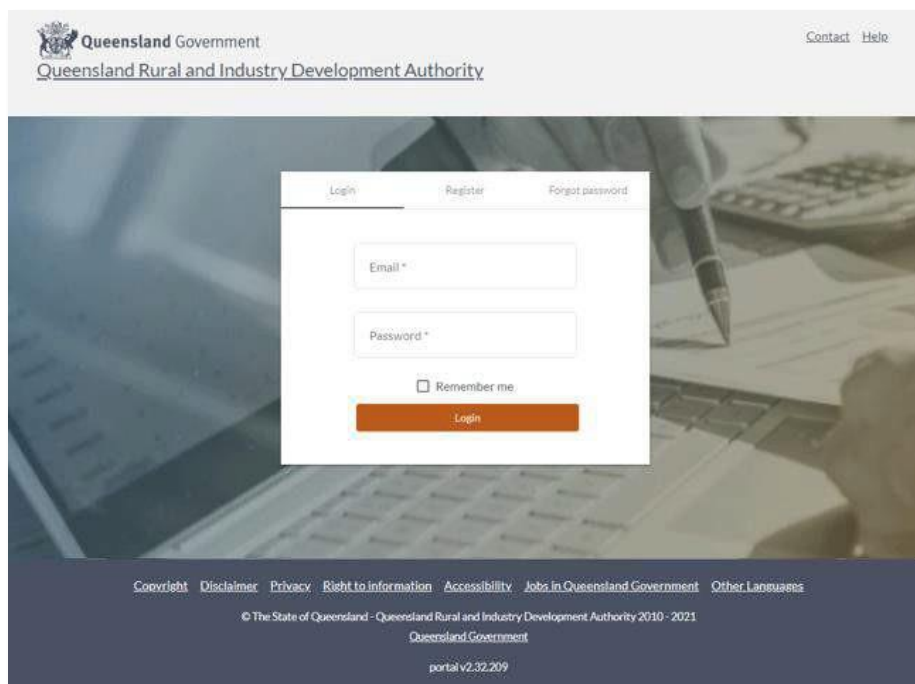 Queensland Government
Contact Help
Queensland Rural and Industry Development Authority
Login Register Forgot password
Email *
Password *
Remember me
Login
Copyright Disclaimer Privacy Right to information Accessibility Jobs in Queensland Government Other Languages
© The State of Queensland - Queensland Rural and Industry Development Authority 2010 - 2021
Queensland Government
portal v2.32.209